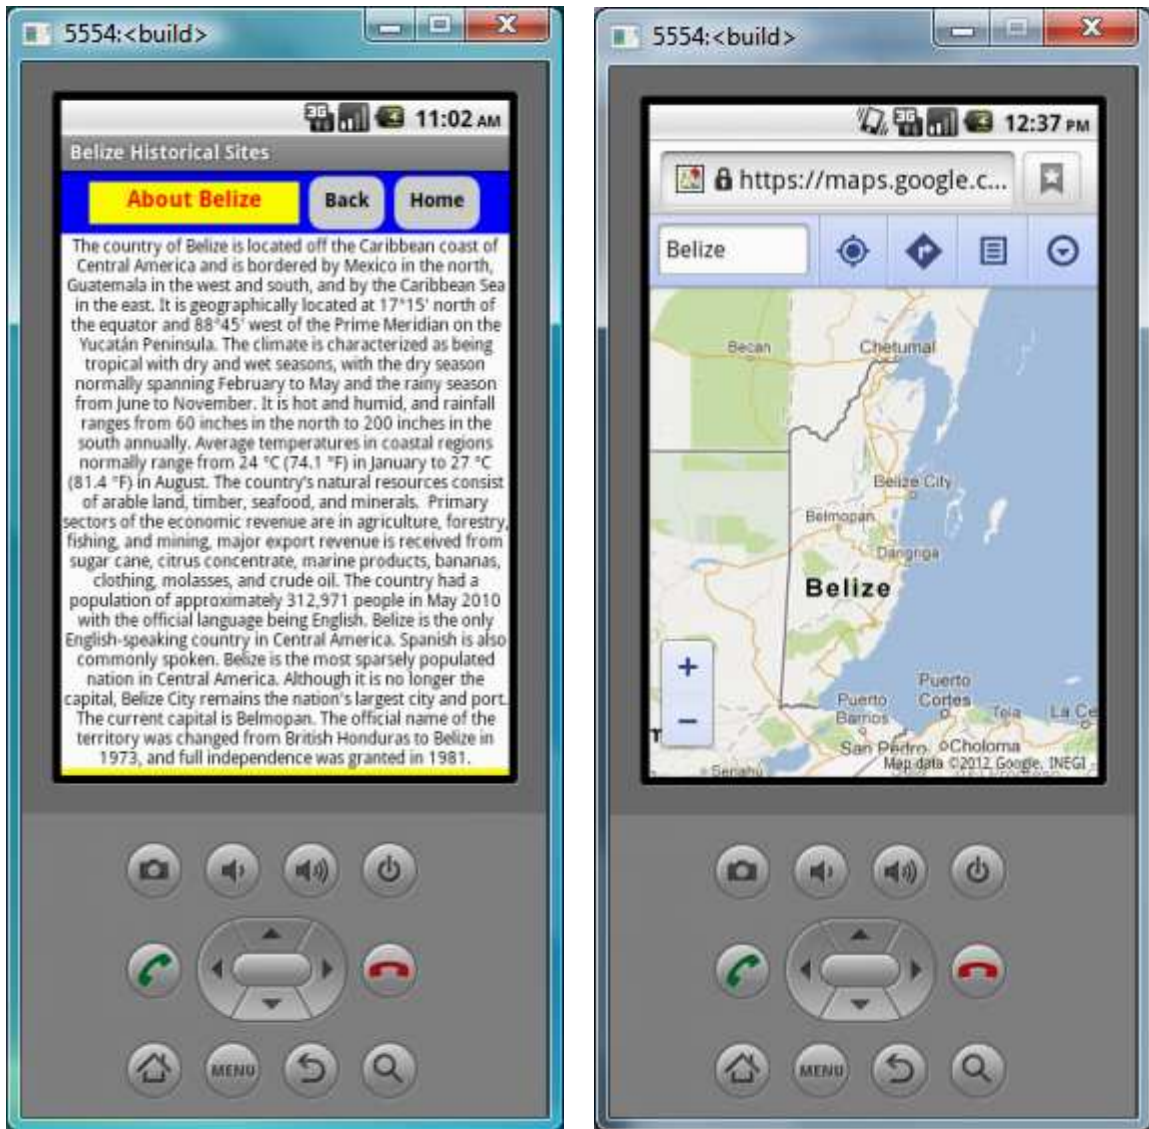 5554:<build>
3G
11:02 AM
Belize Historical Sites
About Belize
Back
Home
The country of Belize is located off the Caribbean coast of
Central America and is bordered by Mexico in the north,
Guatemala in the west and south, and by the Caribbean Sea
in the east. It is geographically located at 17°15' north of
the equator and 88°45' west of the Prime Meridian on the
Yucatán Peninsula. The climate is characterized as being
tropical with dry and wet seasons, with the dry season
normally spanning February to May and the rainy season
from June to November. It is hot and humid, and rainfall
ranges from 60 inches in the north to 200 inches in the
south annually. Average temperatures in coastal regions
normally range from 24 °C (74.1 °F) in January to 27 °C
(81.4 °F) in August. The country's natural resources consist
of arable land, timber, seafood, and minerals.  Primary
sectors of the economic revenue are in agriculture, forestry,
fishing, and mining, major export revenue is received from
sugar cane, citrus concentrate, marine products, bananas,
clothing, molasses, and crude oil. The country had a
population of approximately 312,971 people in May 2010
with the official language being English. Belize is the only
English-speaking country in Central America. Spanish is also
commonly spoken. Belize is the most sparsely populated
nation in Central America. Although it is no longer the
capital, Belize City remains the nation's largest city and port.
The current capital is Belmopan. The official name of the
territory was changed from British Honduras to Belize in
1973, and full independence was granted in 1981.
MENU
5554:<build>
3G
12:37 PM
https://maps.google.c...
Belize
Becan
Chetumal
Belize City
Belmopan
Dangriga
Belize
+
−
Puerto
Cortes
Puerto
Barrios
Tela
La Ce
San Pedro
Choloma
Senahú
Map data ©2012 Google, INEGI -
MENU